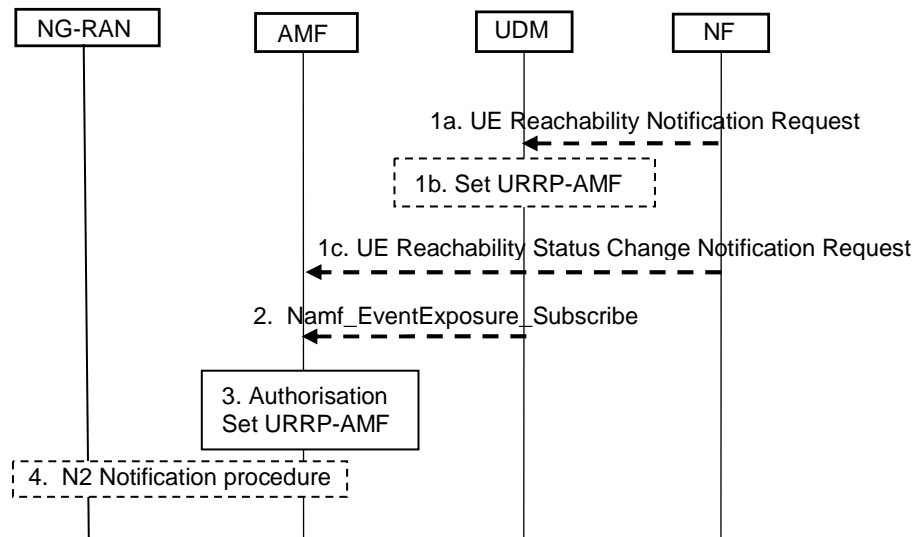 NG-RAN
AMF
UDM
NF
1a. UE Reachability Notification Request
1b. Set URRP-AMF
1c. UE Reachability Status Change Notification Request
2. Namf_EventExposure_Subscribe
3. Authorisation
Set URRP-AMF
4. N2 Notification procedure